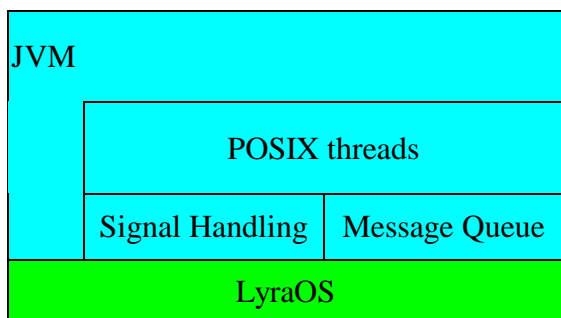 JVM
POSIX threads
Signal Handling
Message Queue
LyraOS